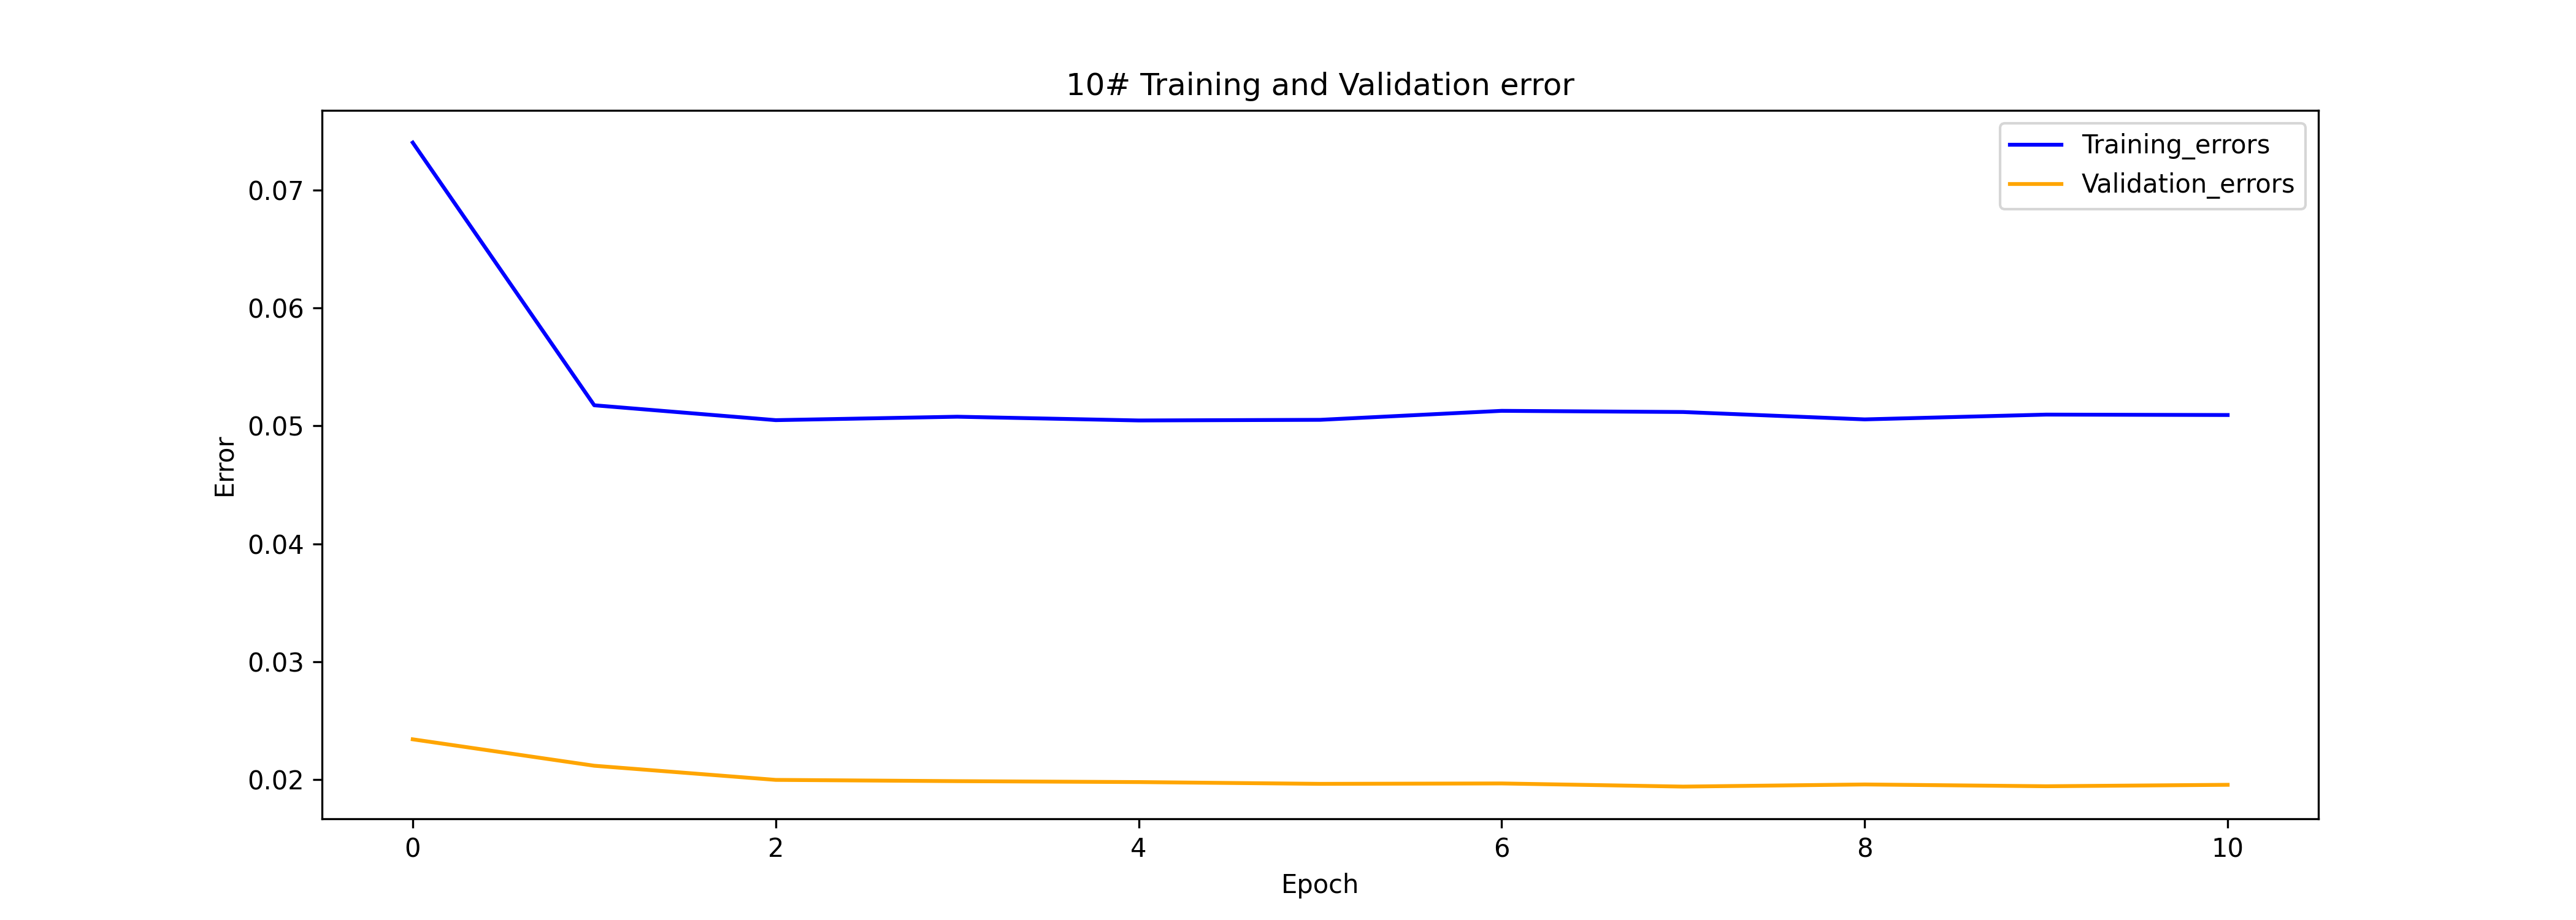 10# Training and Validation error
Training_errors
Validation_errors
0.07
0.06
0.05
0.04
0.03
0.02
Error
0 2 4 6 8 10
Epoch